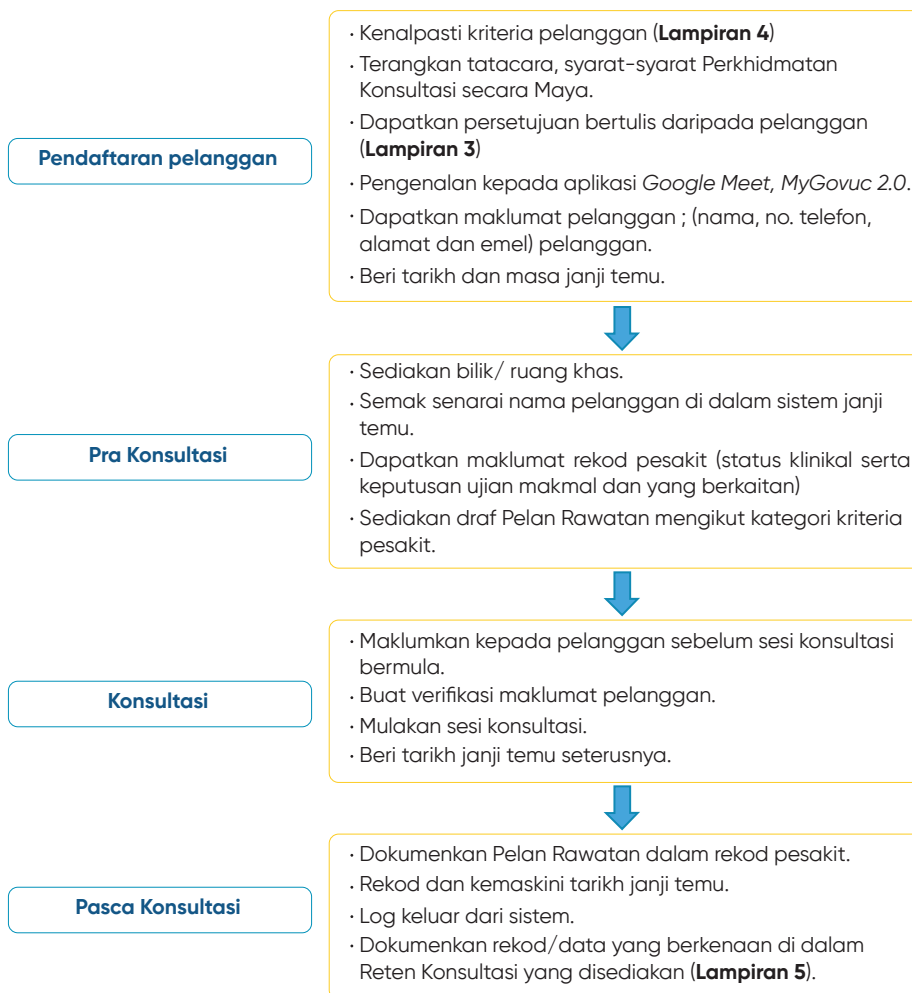 Pendaftaran pelanggan
· Kenalpasti kriteria pelanggan (Lampiran 4)
· Terangkan tatacara, syarat-syarat Perkhidmatan
Konsultasi secara Maya.
· Dapatkan persetujuan bertulis daripada pelanggan
(Lampiran 3)
· Pengenalan kepada aplikasi Google Meet, MyGovuc 2.0.
· Dapatkan maklumat pelanggan ; (nama, no. telefon,
alamat dan emel) pelanggan.
· Beri tarikh dan masa janji temu.
Pra Konsultasi
· Sediakan bilik/ ruang khas.
· Semak senarai nama pelanggan di dalam sistem janji
temu.
· Dapatkan maklumat rekod pesakit (status klinikal serta
keputusan ujian makmal dan yang berkaitan)
· Sediakan draf Pelan Rawatan mengikut kategori kriteria
pesakit.
Konsultasi
· Maklumkan kepada pelanggan sebelum sesi konsultasi
bermula.
· Buat verifikasi maklumat pelanggan.
· Mulakan sesi konsultasi.
· Beri tarikh janji temu seterusnya.
Pasca Konsultasi
· Dokumenkan Pelan Rawatan dalam rekod pesakit.
· Rekod dan kemaskini tarikh janji temu.
· Log keluar dari sistem.
· Dokumenkan rekod/data yang berkenaan di dalam
Reten Konsultasi yang disediakan (Lampiran 5).